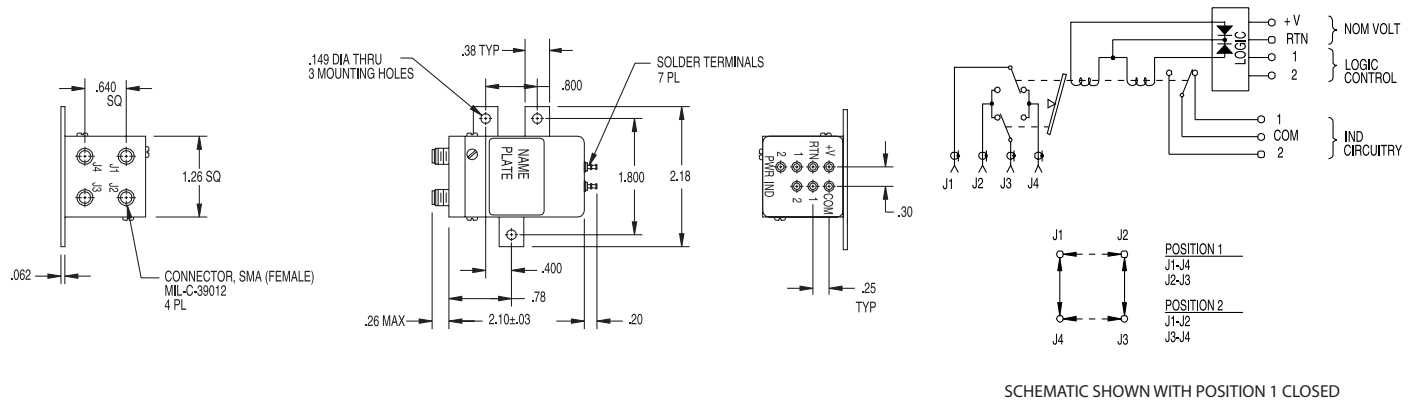 .640
SQ
J4
J1
J3
J2
1.26 SQ
.062
CONNECTOR, SMA (FEMALE)
MIL-C-39012
4 PL
.149 DIA THRU
3 MOUNTING HOLES
.38 TYP
.800
SOLDER TERMINALS
7 PL
NAME
PLATE
1.800
2.18
.400
.78
.26 MAX
2.10±.03
.20
+V
RTN
1
2
PWR
IND
COM
1
2
.30
.25
TYP
LOGIC
+ V
RTN
1
2
NOM VOLT
LOGIC
CONTROL
1
COM
2
IND
CIRCUITRY
J1
J2
J3
J4
J1
J2
J4
J3
POSITION 1
J1-J4
J2-J3
POSITION 2
J1-J2
J3-J4
SCHEMATIC SHOWN WITH POSITION 1 CLOSED